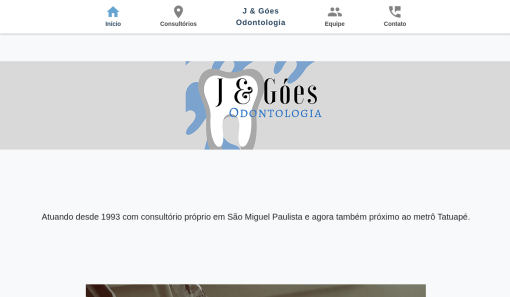 Início
Consultórios
J & Góes
Odontologia
Equipe
Contato
J & Góes
Odontologia
Atuando desde 1993 com consultório próprio em São Miguel Paulista e agora também próximo ao metrô Tatuapé.